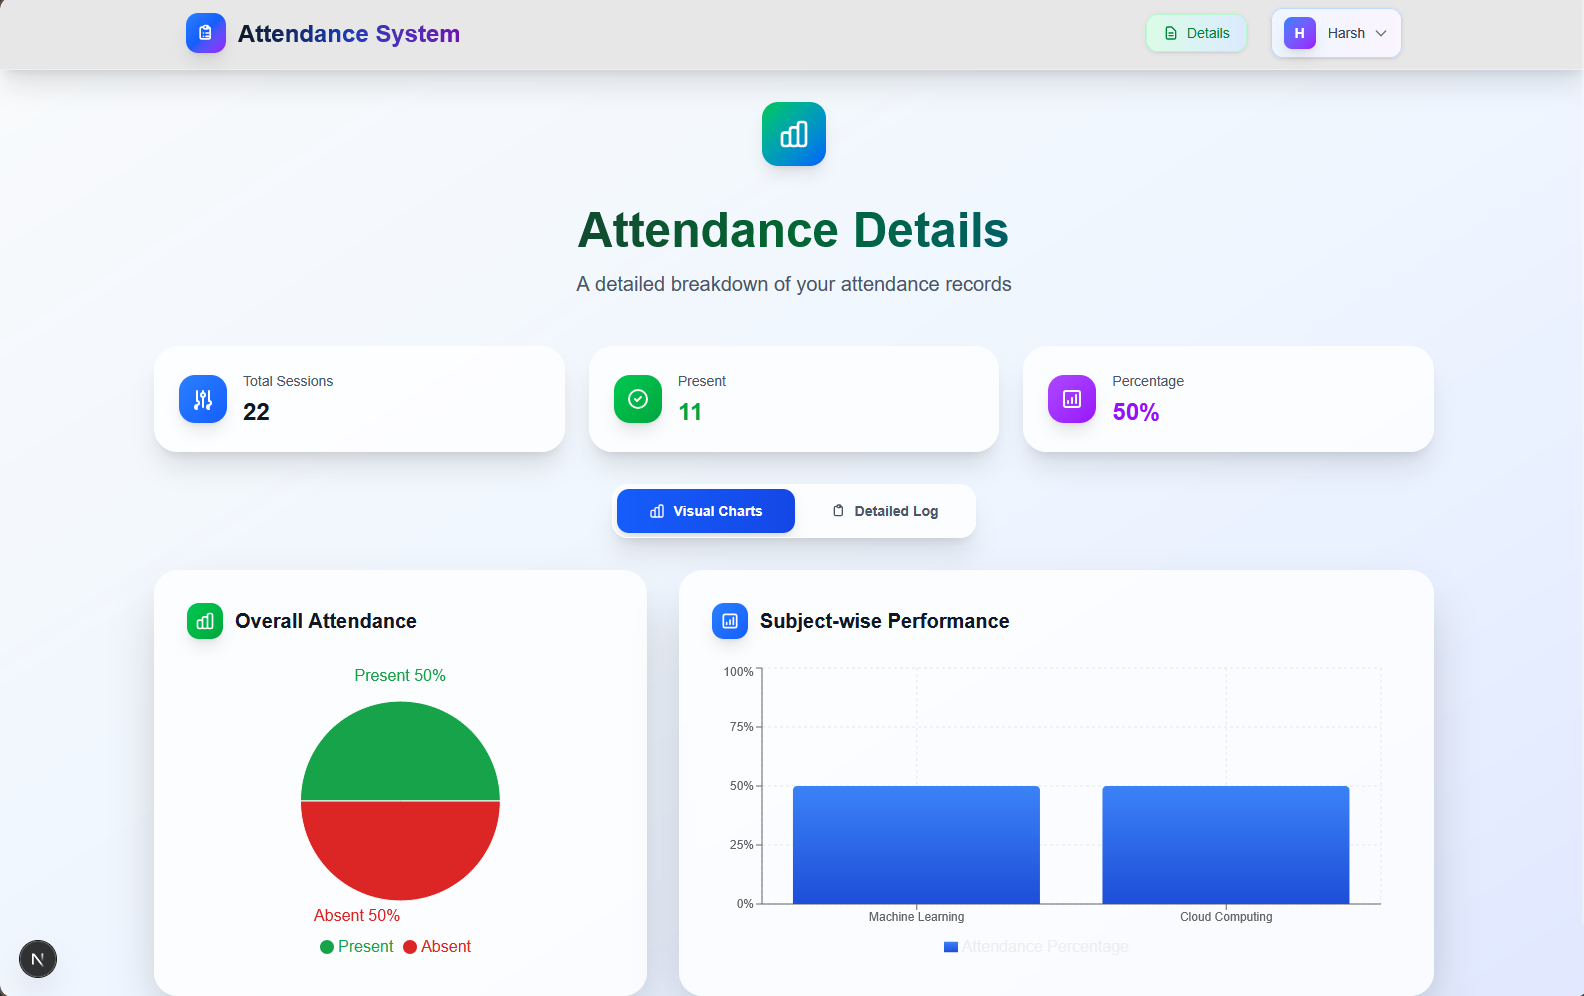 Attendance System
Details
H
Harsh
Attendance Details
A detailed breakdown of your attendance records
Total Sessions
22
Present
11
Percentage
50%
Visual Charts
Detailed Log
Overall Attendance
Present 50%
Absent 50%
Present
Absent
Subject-wise Performance
100%
75%
50%
25%
0%
Machine Learning
Cloud Computing
Attendance Percentage
N